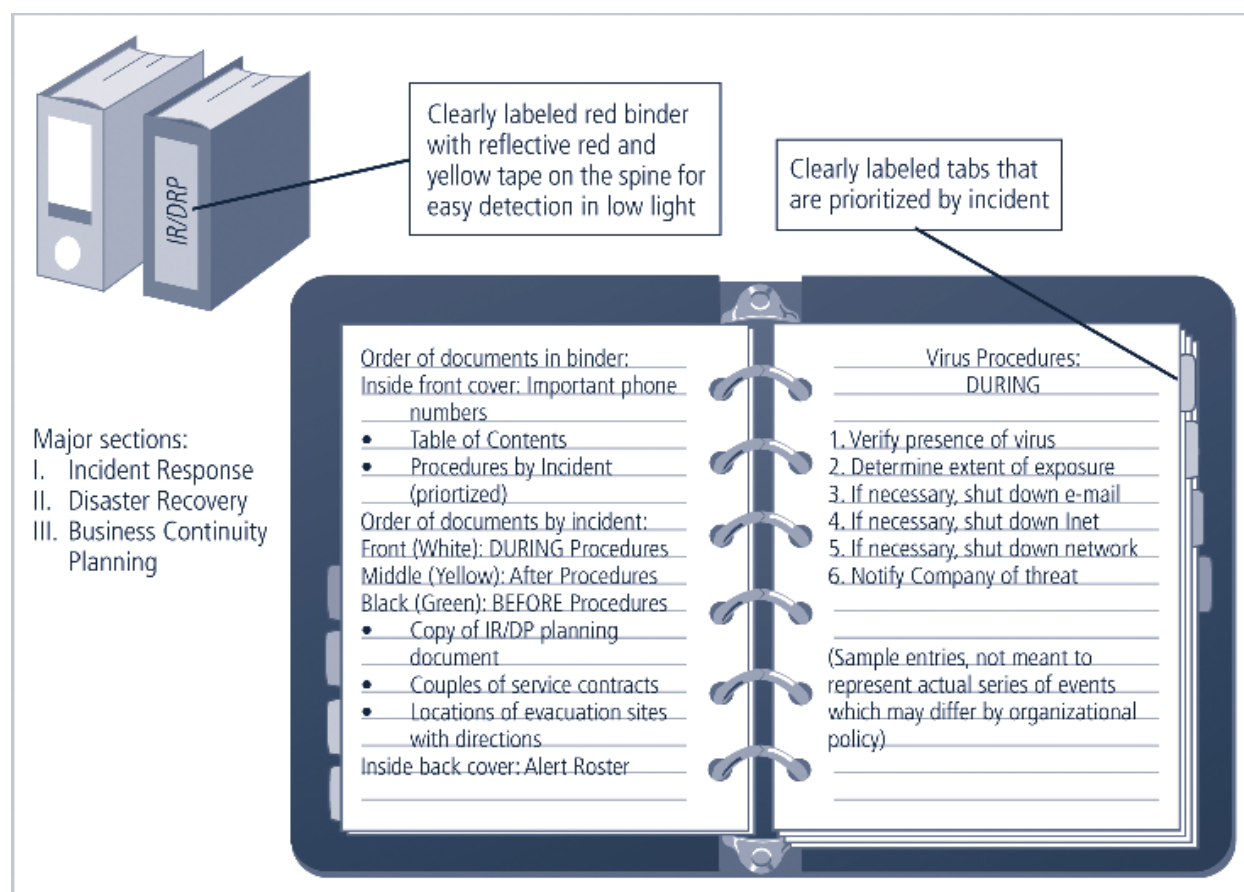 IR/DRP
Clearly labeled red binder
with reflective red and
yellow tape on the spine for
easy detection in low light
Clearly labeled tabs that
are prioritized by incident
Major sections:
I. Incident Response
II. Disaster Recovery
III. Business Continuity
Planning
Order of documents in binder:
Inside front cover: Important phone
numbers
• Table of Contents
• Procedures by Incident
(priortized)
Order of documents by incident:
Front (White): DURING Procedures
Middle (Yellow): After Procedures
Black (Green): BEFORE Procedures
• Copy of IR/DP planning
document
• Couples of service contracts
• Locations of evacuation sites
with directions
Inside back cover: Alert Roster
Virus Procedures:
DURING
1. Verify presence of virus
2. Determine extent of exposure
3. If necessary, shut down e-mail
4. If necessary, shut down Inet
5. If necessary, shut down network
6. Notify Company of threat
(Sample entries, not meant to
represent actual series of events
which may differ by organizational
policy)